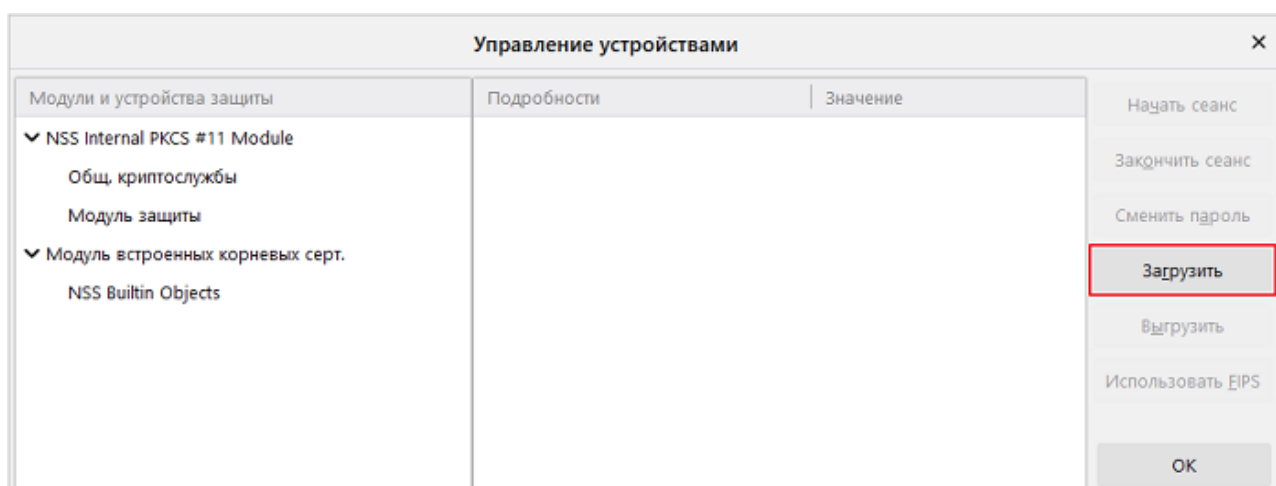 Управление устройствами
Модули и устройства защиты
Подробности
Значение
NSS Internal PKCS #11 Module
Общ. криптослужбы
Модуль защиты
Модуль встроенных корневых серт.
NSS Builtin Objects
Начать сеанс
Закончить сеанс
Сменить пароль
Загрузить
Выгрузить
Использовать FIPS
ОК